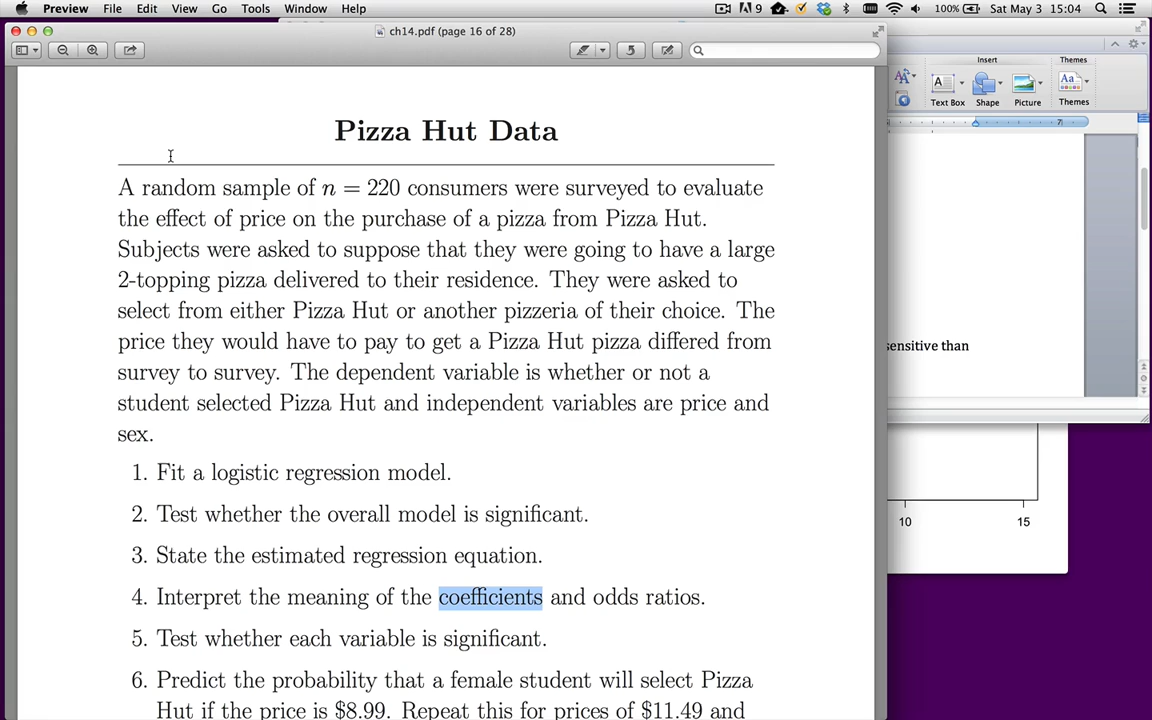 Preview File Edit View Go Tools Window Help
9
100% Sat May 3 15:04
ch14.pdf (page 16 of 28)
Insert Themes
Text Box Shape Picture Themes
7
Pizza Hut Data
A random sample of n = 220 consumers were surveyed to evaluate
the effect of price on the purchase of a pizza from Pizza Hut.
Subjects were asked to suppose that they were going to have a large
2-topping pizza delivered to their residence. They were asked to
select from either Pizza Hut or another pizzeria of their choice. The
price they would have to pay to get a Pizza Hut pizza differed from
survey to survey. The dependent variable is whether or not a
student selected Pizza Hut and independent variables are price and
sex.
1. Fit a logistic regression model.
2. Test whether the overall model is significant.
3. State the estimated regression equation.
4. Interpret the meaning of the coefficients and odds ratios.
5. Test whether each variable is significant.
6. Predict the probability that a female student will select Pizza
Hut if the price is $8.99. Repeat this for prices of $11.49 and
sensitive than
10 15